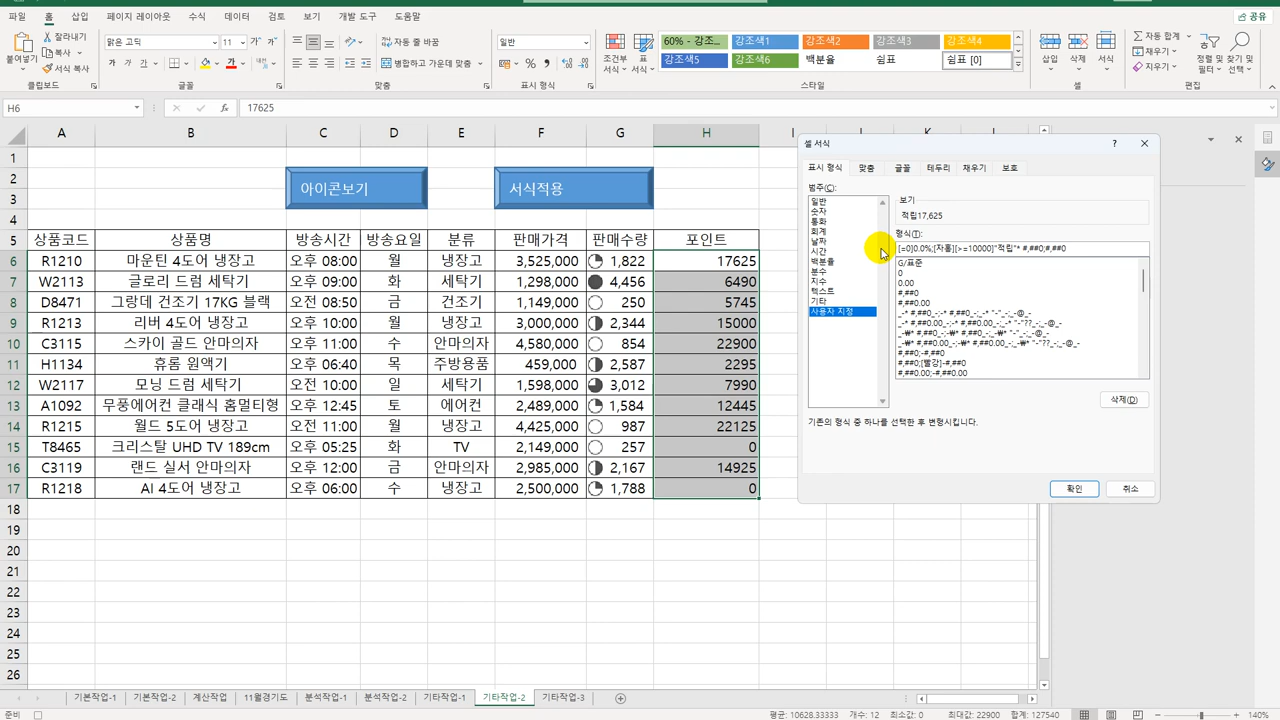 파일 홈 삽입 페이지 레이아웃 수식 데이터 검토 보기 개발 도구 도움말 공유
붙여넣기 잘라내기 복사 서식 복사 클립보드
맑은 고딕 11 가 가 가 글꼴
자동 줄 바꿈 병합하고 가운데 맞춤 맞춤
일반 표시 형식
조건부 서식 표 서식
60% - 강조... 강조색1 강조색2 강조색3 강조색4
강조색5 강조색6 백분율 쉼표 쉼표 [0]
스타일
삽입 삭제 서식 셀
자동 합계 채우기 지우기 정렬 및 필터 찾기 및 선택 편집
H6 fx 17625
A B C D E F G H I K
1
2 아이콘보기 서식적용
3
4
5 상품코드 상품명 방송시간 방송요일 분류 판매가격 판매수량 포인트
6 R1210 마운틴 4도어 냉장고 오후 08:00 월 냉장고 3,525,000 1,822 17625
7 W2113 글로리 드럼 세탁기 오후 09:00 화 세탁기 1,298,000 4,456 6490
8 D8471 그랑데 건조기 17KG 블랙 오후 08:50 금 건조기 1,149,000 250 5745
9 R1213 리버 4도어 냉장고 오후 10:00 월 냉장고 3,000,000 2,344 15000
10 C3115 스카이 골드 안마의자 오후 11:00 수 안마의자 4,580,000 854 22900
11 H1134 휴롬 원액기 오전 06:40 목 주방용품 459,000 2,587 2295
12 W2117 모닝 드럼 세탁기 오전 10:00 일 세탁기 1,598,000 3,012 7990
13 A1092 무풍에어컨 클래식 홈멀티형 오후 12:45 토 에어컨 2,489,000 1,584 12445
14 R1215 월드 5도어 냉장고 오전 11:00 월 냉장고 4,425,000 987 22125
15 T8465 크리스탈 UHD TV 189cm 오후 05:25 화 TV 2,149,000 257 0
16 C3119 랜드 실서 안마의자 오후 12:00 금 안마의자 2,985,000 2,167 14925
17 R1218 AI 4도어 냉장고 오후 06:00 수 냉장고 2,500,000 1,788 0
18
19
20
21
22
23
24
25
26
셀 서식 ?
표시 형식 맞춤 글꼴 테두리 채우기 보호
범주(C):
일반
숫자
통화
회계
날짜
시간
백분율
분수
지수
텍스트
기타
사용자 지정
보기
적립17,625
형식(T):
[=0]0.0%;[자홍][>=10000]"적립"* #,##0;#,##0
G/표준
0
0.00
#,##0
#,##0.00
_-* #,##0_-;-* #,##0_-;_-* "-"_-;_-@_-
_-* #,##0.00_-;-* #,##0.00_-;_-* "-"??_-;_-@_-
_-₩* #,##0_-;-₩* #,##0_-;_-₩* "-"_-;_-@_-
_-₩* #,##0.00_-;-₩* #,##0.00_-;_-₩* "-"??_-;_-@_-
#,##0;-#,##0
#,##0;[빨강]-#,##0
#,##0.00;-#,##0.00
삭제(D)
기존의 형식 중 하나를 선택한 후 변형시킵니다.
확인 취소
기본작업-1 기본작업-2 계산작업 11월경기도 분석작업-1 분석작업-2 기타작업-1 기타작업-2 기타작업-3
준비 평균: 10628.33333 개수: 12 최소값: 0 최대값: 22900 합계: 127540 140%